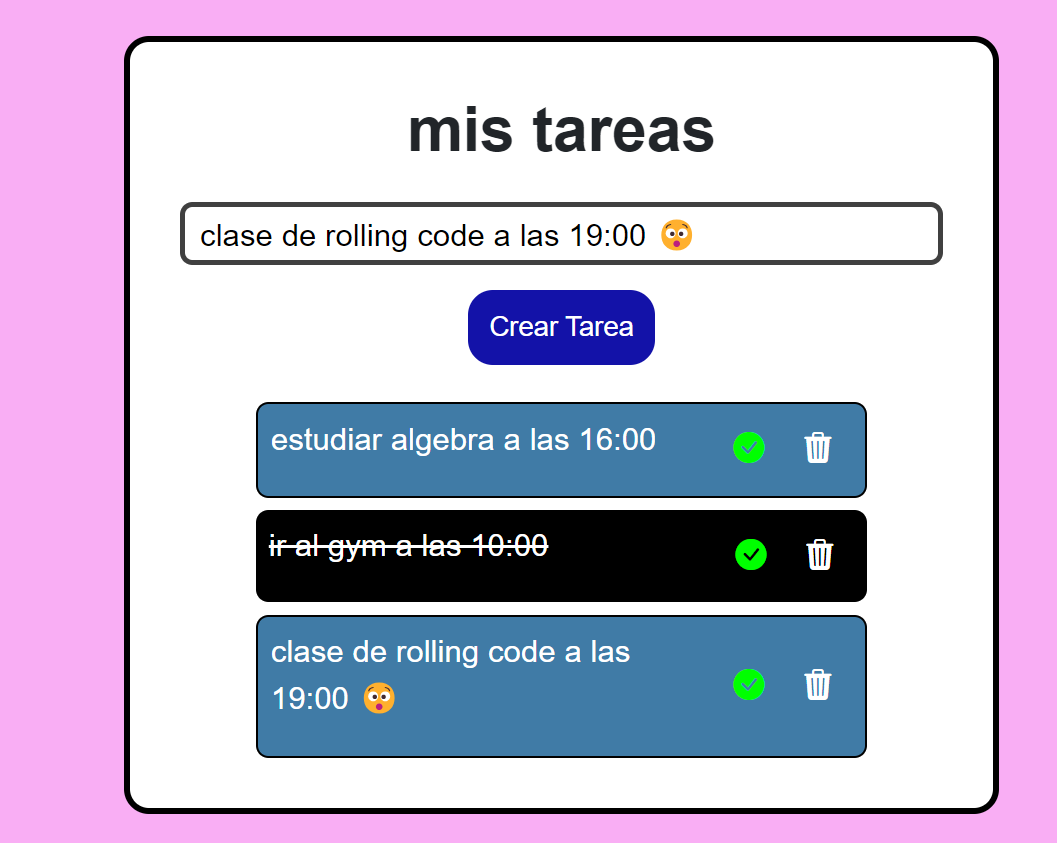 mis tareas
clase de rolling code a las 19:00 😲
Crear Tarea
estudiar algebra a las 16:00
ir al gym a las 10:00
clase de rolling code a las
19:00 😲